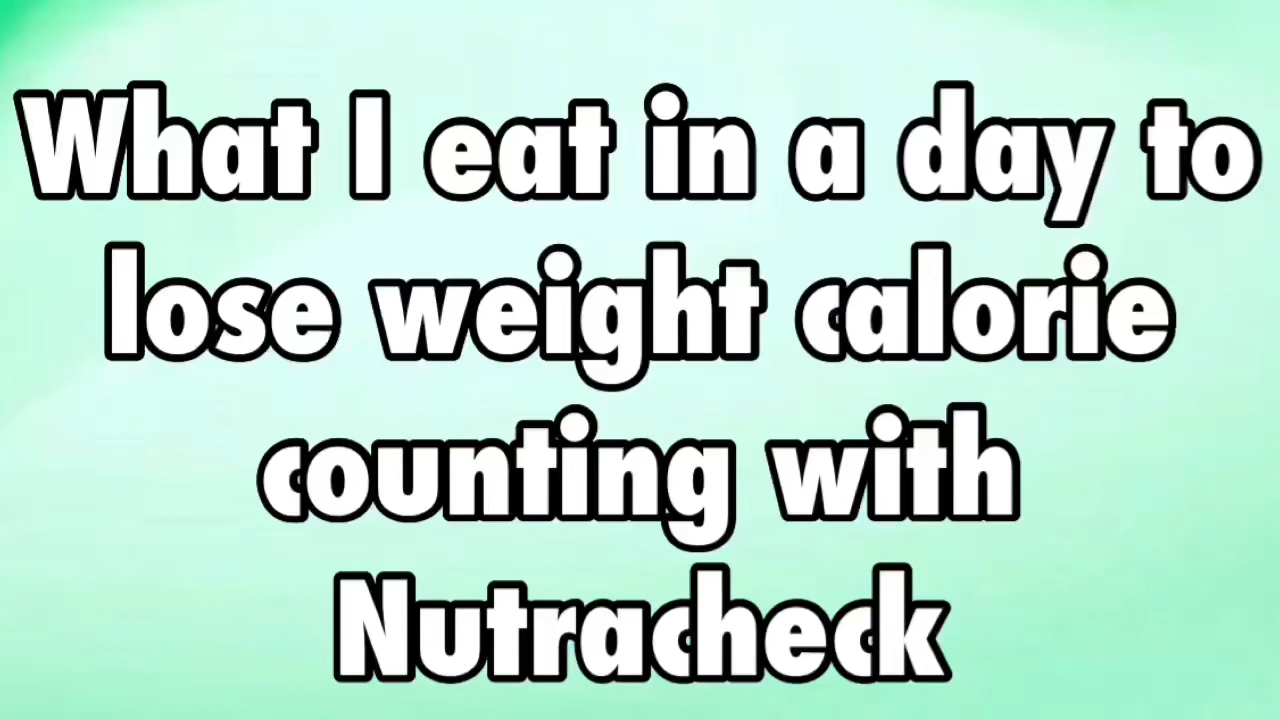 What I eat in a day to
lose weight calorie
counting with
Nutracheck